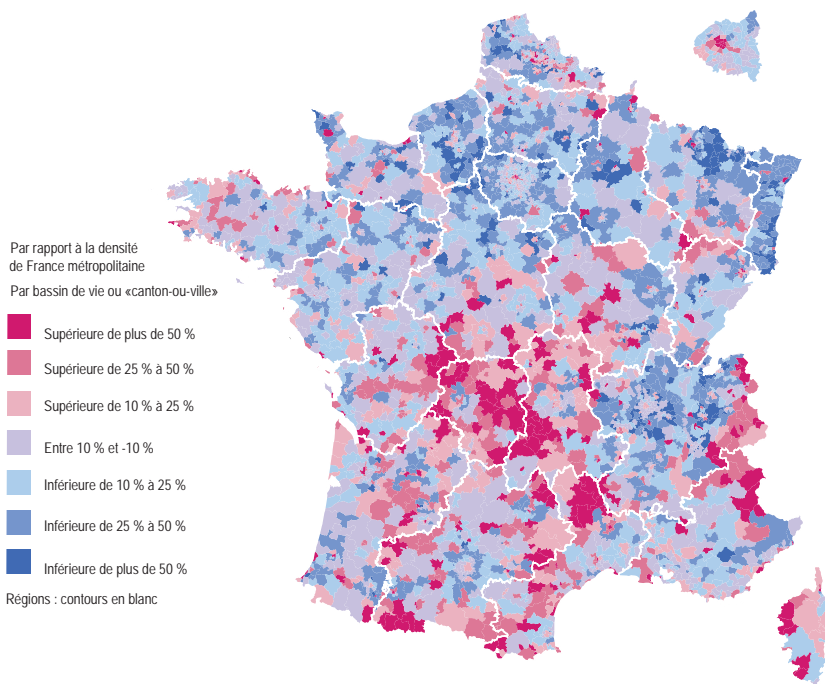 Par rapport à la densité
de France métropolitaine
Par bassin de vie ou «canton-ou-ville»
Supérieure de plus de 50 %
Supérieure de 25 % à 50 %
Supérieure de 10 % à 25 %
Entre 10 % et -10 %
Inférieure de 10 % à 25 %
Inférieure de 25 % à 50 %
Inférieure de plus de 50 %
Régions : contours en blanc